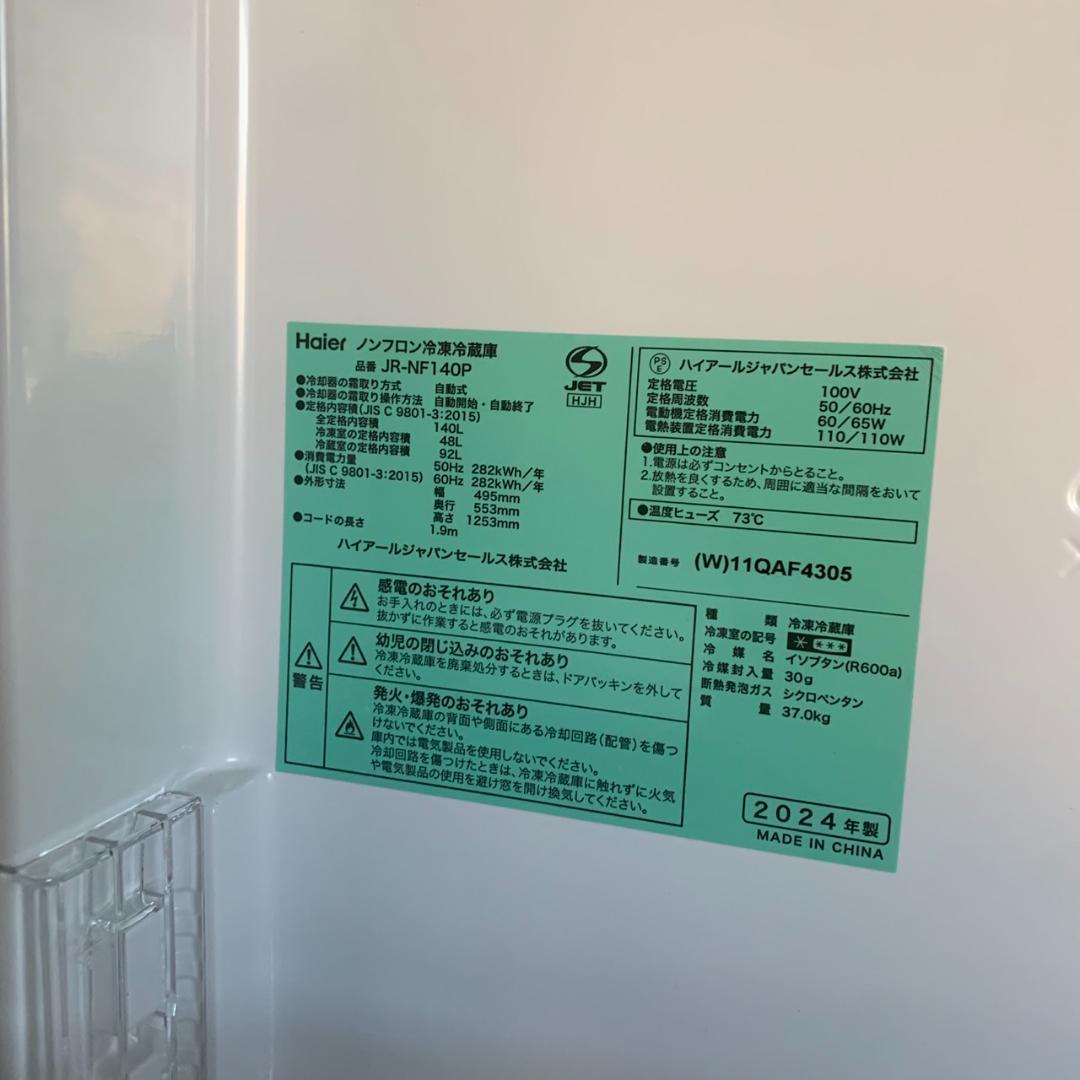 Haier ノンフロン冷凍冷蔵庫
品番 JR-NF140P
●冷却器の霜取り方式 自動式
●冷却器の霜取り操作方法 自動開始・自動終了
●定格内容積(JIS C 9801-3:2015)
全定格内容積 140L
冷凍室の定格内容積 48L
冷蔵室の定格内容積 92L
●消費電力量 50Hz 282kWh/年
(JIS C 9801-3:2015) 60Hz 282kWh/年
●外形寸法 幅 495mm
奥行 553mm
高さ 1253mm
●コードの長さ 1.9m
ハイアールジャパンセールス株式会社
JET
HJH
PS
E
ハイアールジャパンセールス株式会社
定格電圧 100V
定格周波数 50/60Hz
電動機定格消費電力 60/65W
電熱装置定格消費電力 110/110W
●使用上の注意
1.電源は必ずコンセントからとること。
2.放熱を良くするため、周囲に適当な間隔をおいて
設置すること。
●温度ヒューズ 73℃
製造番号 (W)11QAF4305
警告
感電のおそれあり
お手入れのときには、必ず電源プラグを抜いてください。
抜かずに作業すると感電のおそれがあります。
幼児の閉じ込みのおそれあり
冷凍冷蔵庫を廃棄処分するときは、ドアパッキンを外して
ください。
発火・爆発のおそれあり
冷凍冷蔵庫の背面や側面にある冷却回路(配管)を傷つ
けないでください。
庫内では電気製品を使用しないでください。
冷却回路を傷つけたときは、冷凍冷蔵庫に触れずに火気
や電気製品の使用を避け窓を開け換気してください。
種類 冷凍冷蔵庫
冷凍室の記号 * ***
冷媒名 イソブタン(R600a)
冷媒封入量 30g
断熱発泡ガス シクロペンタン
質量 37.0kg
2024年製
MADE IN CHINA